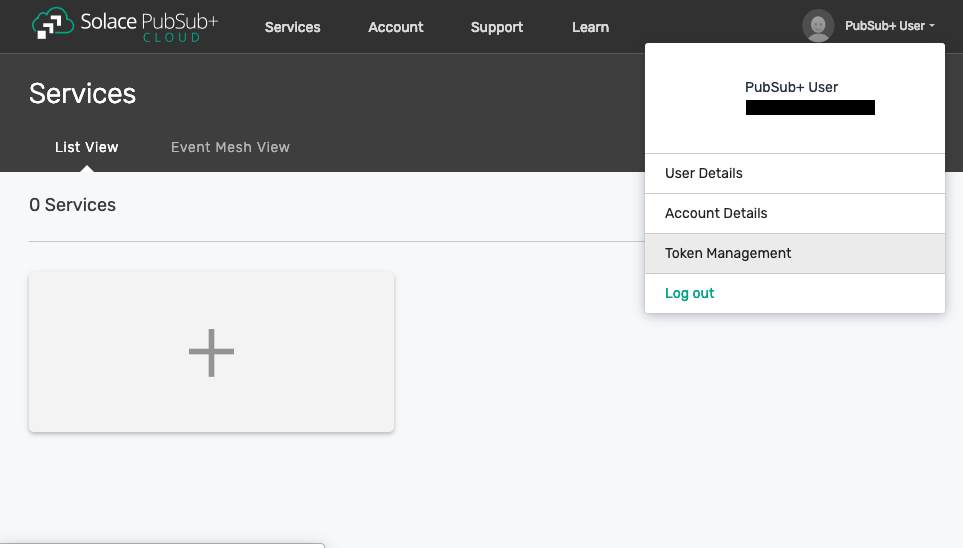 Solace PubSub+
CLOUD
Services
Account
Support
Learn
PubSub+ User
Services
List View
Event Mesh View
0 Services
PubSub+ User
User Details
Account Details
Token Management
Log out